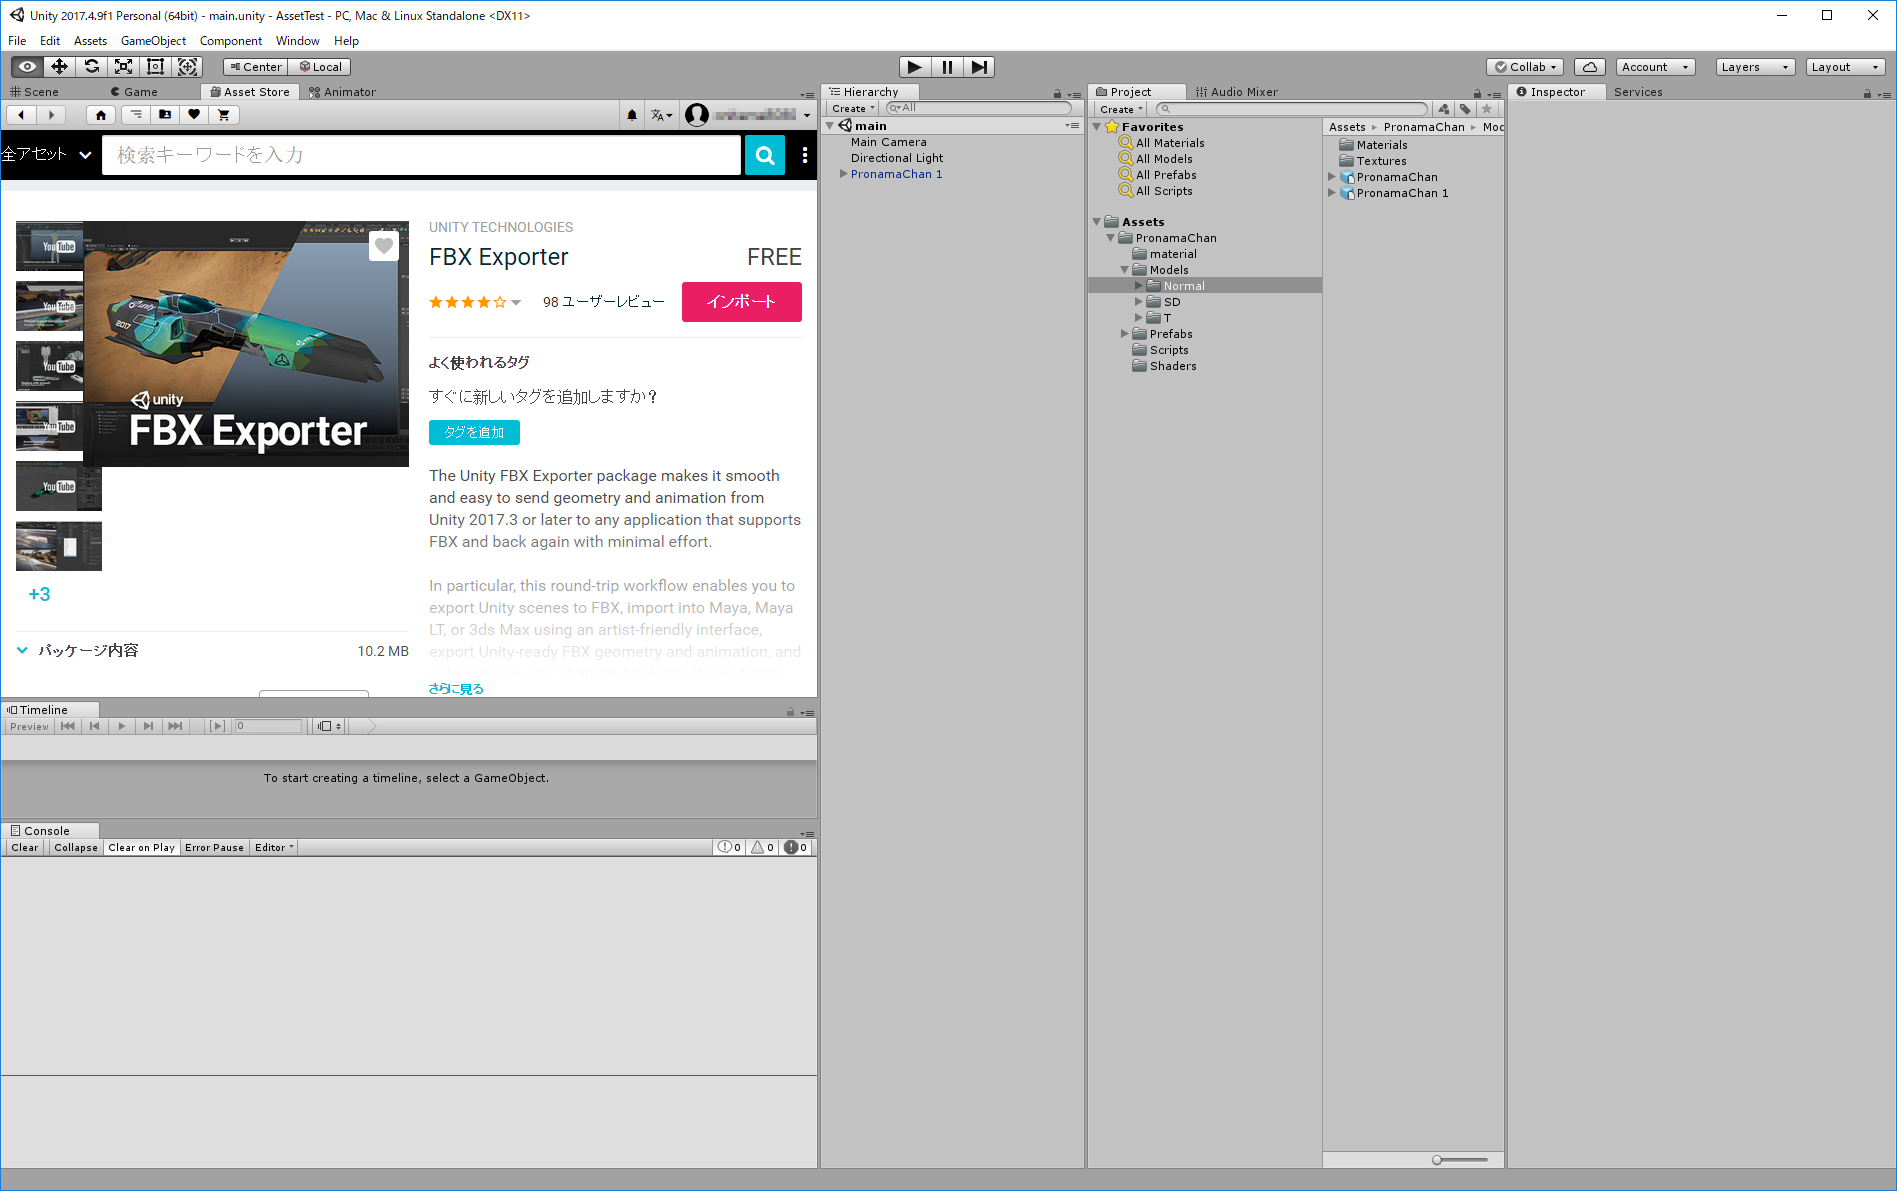 Unity 2017.4.9f1 Personal (64bit) - main.unity - AssetTest - PC, Mac & Linux Standalone <DX11>
File Edit Assets GameObject Component Window Help
Center Local
Collab Account Layers Layout
Scene Game Asset Store Animator
全アセット
検索キーワードを入力
YouTube
YouTube
YouTube
YouTube
YouTube
unity
2017
unity
FBX Exporter
+3
パッケージ内容 10.2 MB
UNITY TECHNOLOGIES
FBX Exporter FREE
98 ユーザーレビュー インポート
よく使われるタグ
すぐに新しいタグを追加しますか？
タグを追加
The Unity FBX Exporter package makes it smooth
and easy to send geometry and animation from
Unity 2017.3 or later to any application that supports
FBX and back again with minimal effort.
In particular, this round-trip workflow enables you to
export Unity scenes to FBX, import into Maya, Maya
LT, or 3ds Max using an artist-friendly interface,
export Unity-ready FBX geometry and animation, and
さらに見る
Timeline
Preview 0
To start creating a timeline, select a GameObject.
Console
Clear Collapse Clear on Play Error Pause Editor 0 0 0
Hierarchy
Create All
main
Main Camera
Directional Light
PronamaChan 1
Project Audio Mixer
Create
Favorites
All Materials
All Models
All Prefabs
All Scripts
Assets
PronamaChan
material
Models
Normal
SD
T
Prefabs
Scripts
Shaders
Assets PronamaChan Mod
Materials
Textures
PronamaChan
PronamaChan 1
Inspector Services